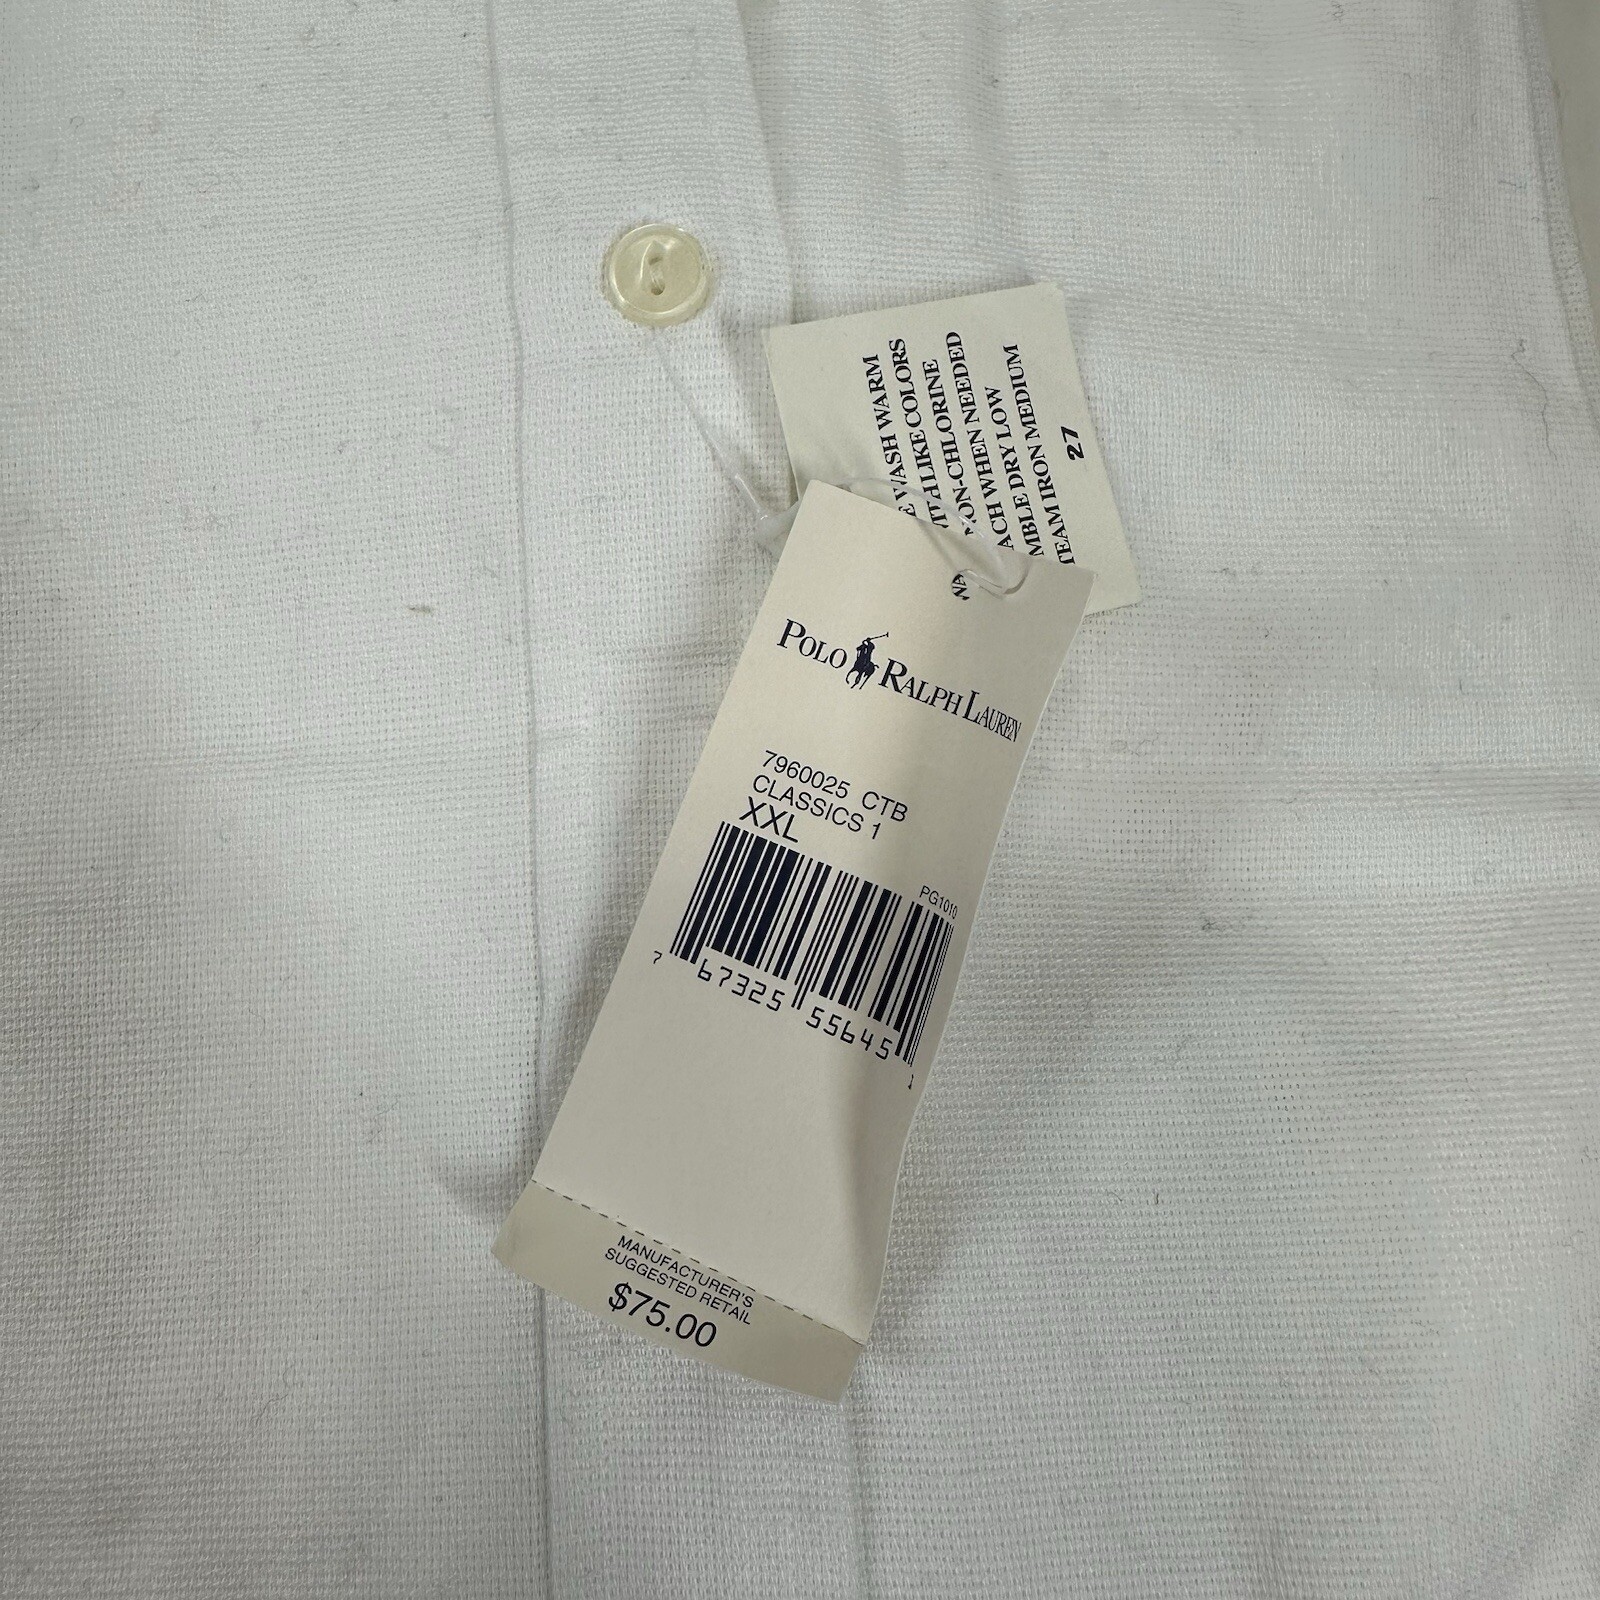 WASH WARM
LIKE COLORS
NON-CHLORINE
WHEN NEEDED
DRY LOW
IRON MEDIUM
27
POLO RALPH LAUREN
7960025 CTB
CLASSICS 1
XXL
PG1010
7 67325 55645 1
MANUFACTURER'S
SUGGESTED RETAIL
$75.00